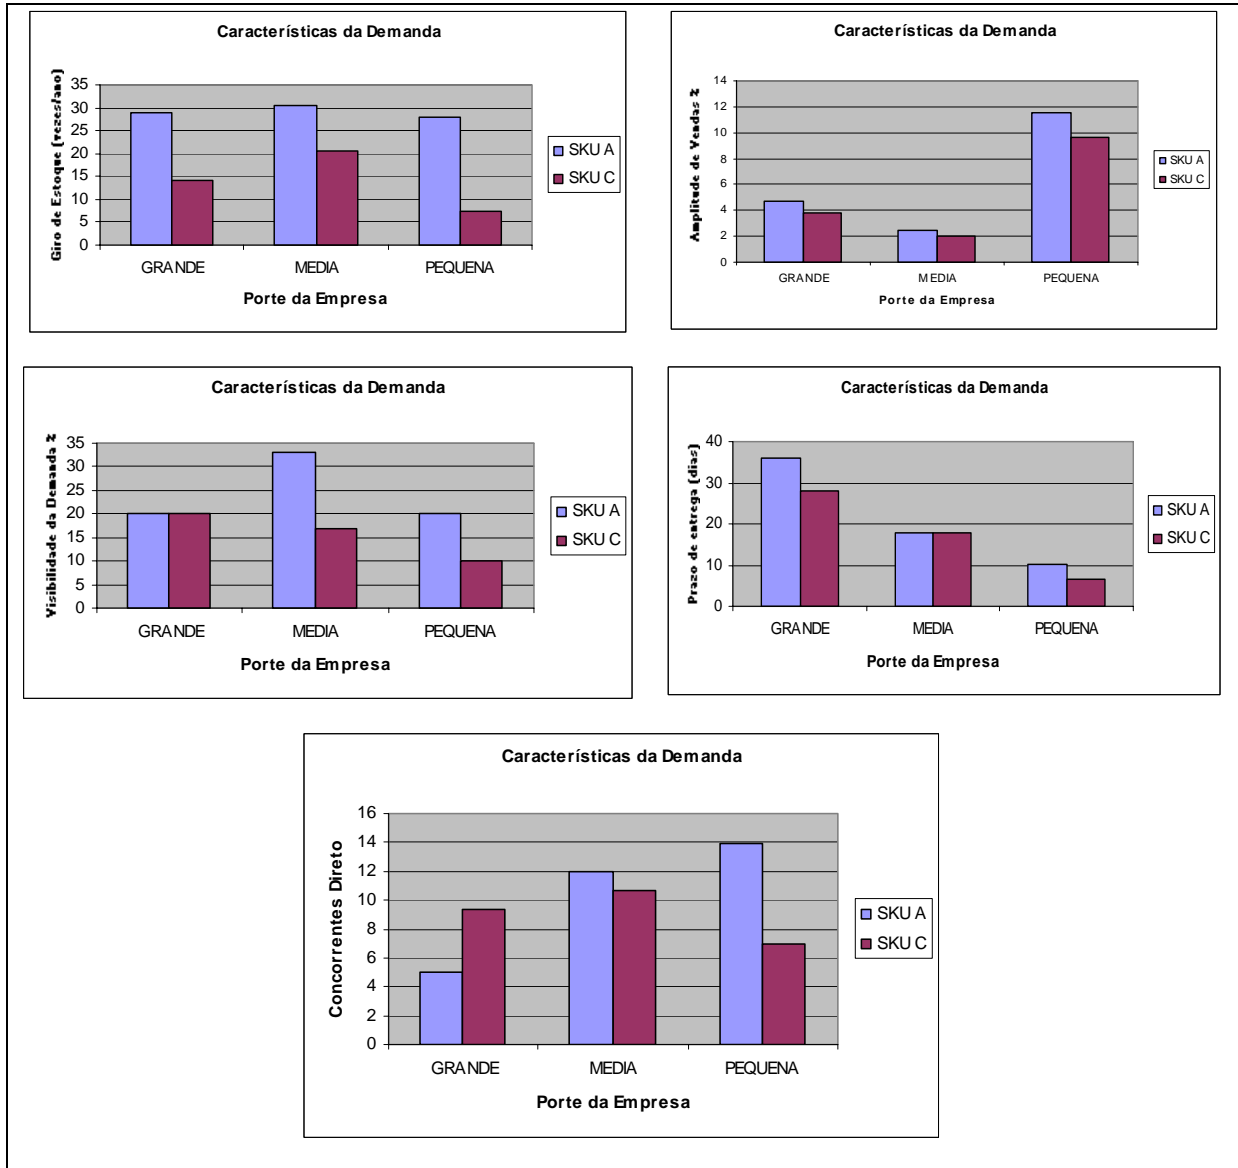 Características da Demanda
Giro de Estoque (vezes/ano)
35
30
25
20
15
10
5
0
GRANDE MEDIA PEQUENA
Porte da Empresa
SKU A
SKU C
Características da Demanda
Amplitude de Vendas %
14
12
10
8
6
4
2
0
GRANDE MEDIA PEQUENA
Porte da Empresa
SKU A
SKU C
Características da Demanda
Visibilidade da Demanda %
35
30
25
20
15
10
5
0
GRANDE MEDIA PEQUENA
Porte da Empresa
SKU A
SKU C
Características da Demanda
Prazo de entrega (dias)
40
30
20
10
0
GRANDE MEDIA PEQUENA
Porte da Empresa
SKU A
SKU C
Características da Demanda
Concorrentes Direto
16
14
12
10
8
6
4
2
0
GRANDE MEDIA PEQUENA
Porte da Empresa
SKU A
SKU C